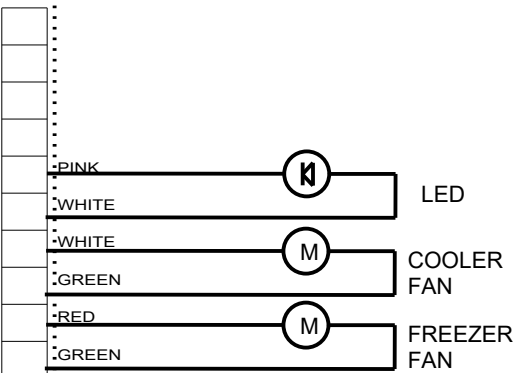 PINK
WHITE
LED
WHITE
M
COOLER
GREEN
FAN
RED
M
FREEZER
GREEN
FAN